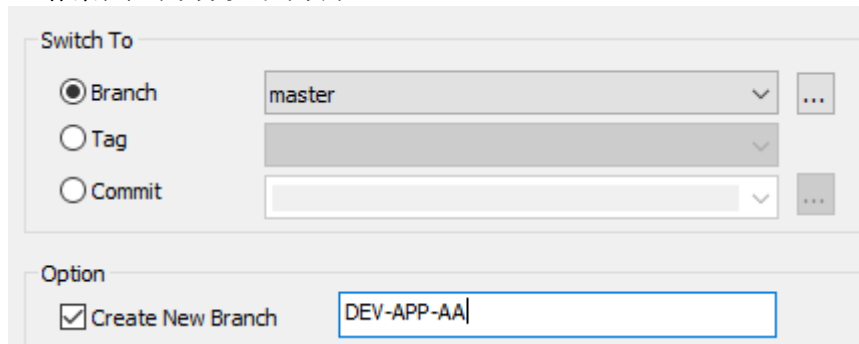 Switch To
Branch
master
...
Tag
Commit
...
Option
Create New Branch
DEV-APP-AA